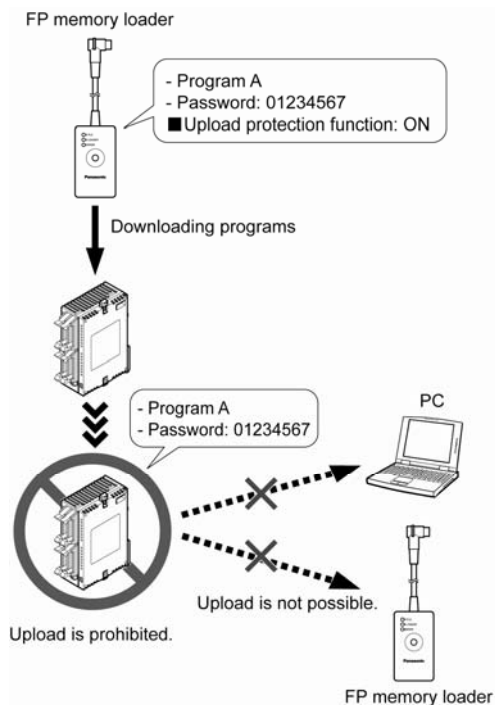 FP memory loader
- Program A
- Password: 01234567
■Upload protection function: ON
Panasonic
Downloading programs
- Program A
- Password: 01234567
PC
Upload is not possible.
Upload is prohibited.
Panasonic
FP memory loader